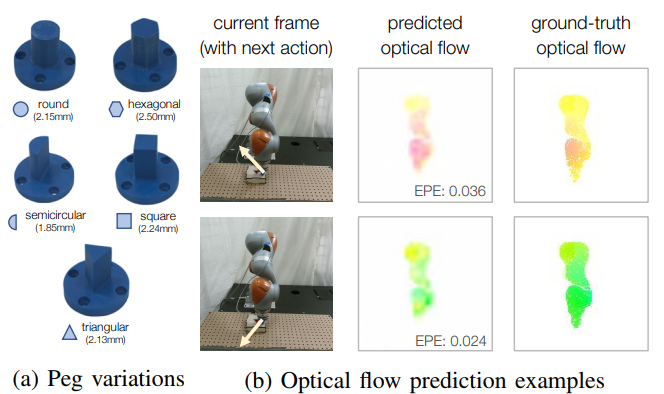 round
(2.15mm)
hexagonal
(2.50mm)
semicircular
(1.85mm)
square
(2.24mm)
triangular
(2.13mm)
(a) Peg variations
current frame
(with next action)
predicted
optical flow
ground-truth
optical flow
EPE: 0.036
EPE: 0.024
(b) Optical flow prediction examples